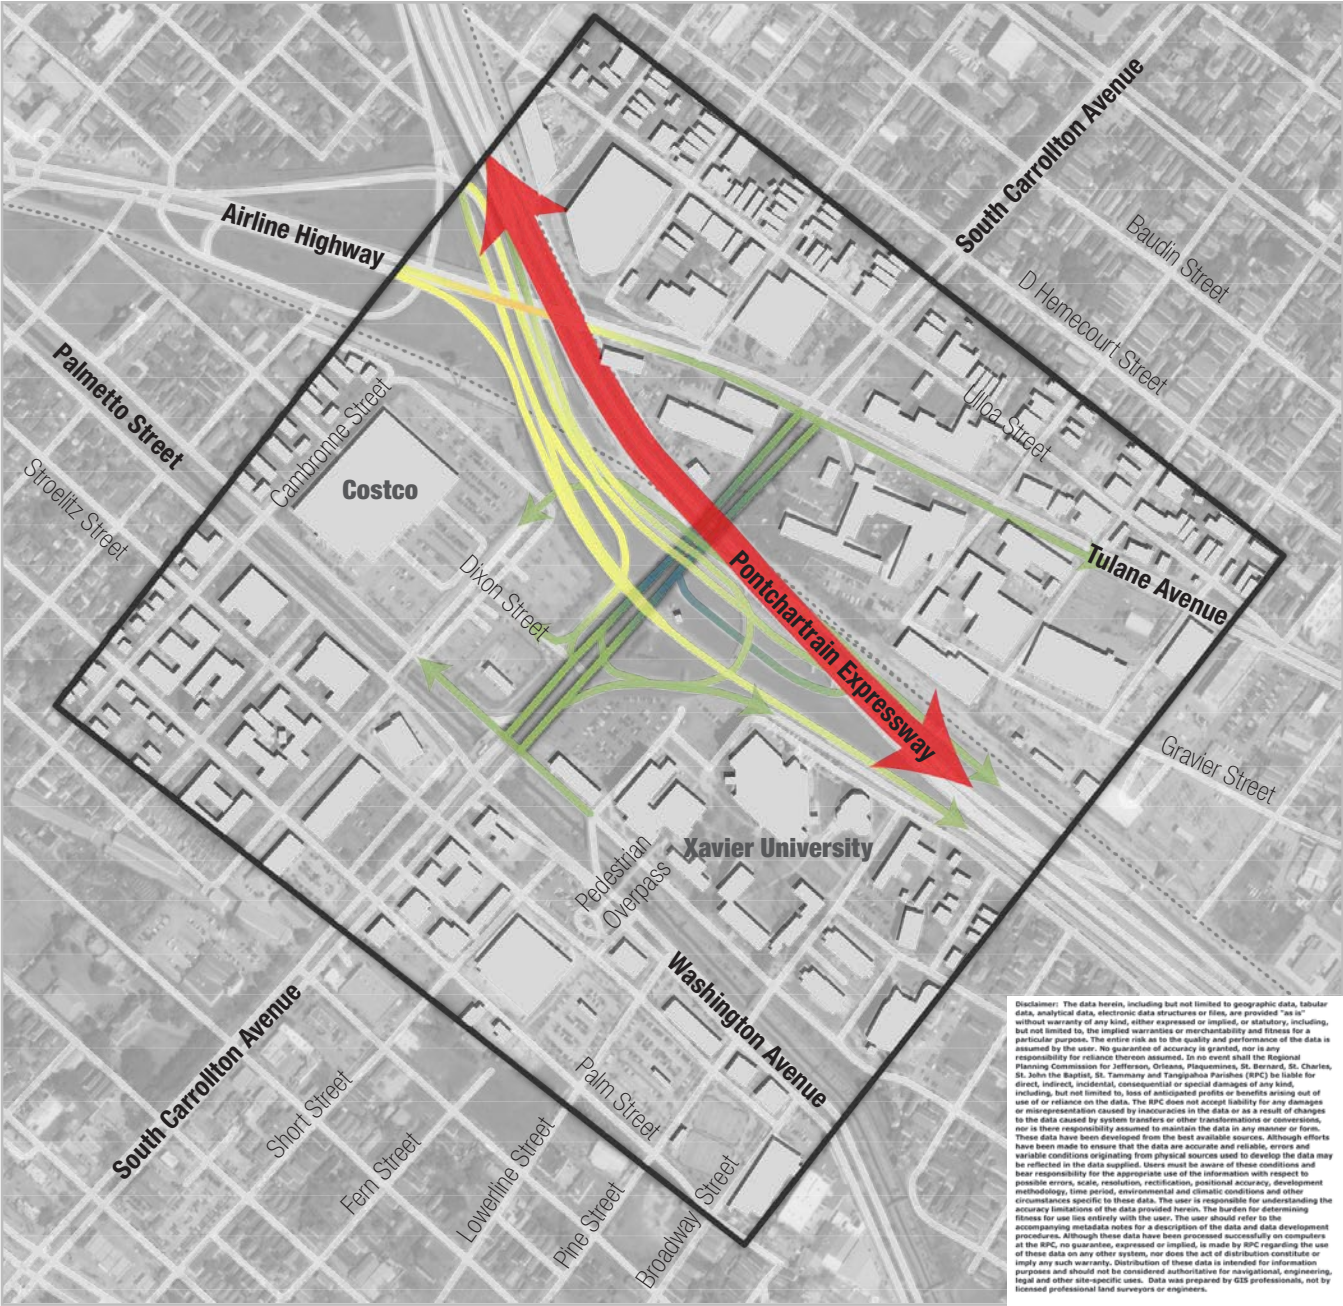 South Carrollton Avenue
Baudin Street
Airline Highway
D Hemecourt Street
Palmetto Street
Ulloa Street
Cambronne Street
Stroelitz Street
Costco
Dixon Street
Tulane Avenue
Pontchartrain Expressway
Gravier Street
Xavier University
Pedestrian
Overpass
Washington Avenue
South Carrollton Avenue
Short Street
Palm Street
Fern Street
Lowerline Street
Pine Street
Broadway Street
Disclaimer: The data herein, including but not limited to geographic data, tabular
data, analytical data, electronic data structures or files, are provided "as is"
without warranty of any kind, either expressed or implied, or statutory, including,
but not limited to, the implied warranties or merchantability and fitness for a
particular purpose. The entire risk as to the quality and performance of the data is
assumed by the user. No guarantee of accuracy is granted, nor is any
responsibility for reliance thereon assumed. In no event shall the Regional
Planning Commission for Jefferson, Orleans, Plaquemines, St. Bernard, St. Charles,
St. John the Baptist, St. Tammany and Tangipahoa Parishes (RPC) be liable for
direct, indirect, incidental, consequential or special damages of any kind,
including, but not limited to, loss of anticipated profits or benefits arising out of
use of or reliance on the data. The RPC does not accept liability for any damages
or misrepresentation caused by inaccuracies in the data or as a result of changes
to the data caused by system transfers or other transformations or conversions,
nor is there responsibility assumed to maintain the data in any manner or form.
These data have been developed from the best available sources. Although efforts
have been made to ensure that the data are accurate and reliable, errors and
variable conditions originating from physical sources used to develop the data may
be reflected in the data supplied. Users must be aware of these conditions and
bear responsibility for the appropriate use of the information with respect to
possible errors, scale, resolution, rectification, positional accuracy, development
methodology, time period, environmental and climatic conditions and other
circumstances specific to these data. The user is responsible for understanding the
accuracy limitations of the data provided herein. The burden for determining
fitness for use lies entirely with the user. The user should refer to the
accompanying metadata notes for a description of the data and data development
procedures. Although these data have been processed successfully on computers
at the RPC, no guarantee, expressed or implied, is made by RPC regarding the use
of these data on any other system, nor does the act of distribution constitute or
imply any such warranty. Distribution of these data is intended for information
purposes and should not be considered authoritative for navigational, engineering,
legal and other site-specific uses. Data was prepared by GIS professionals, not by
licensed professional land surveyors or engineers.